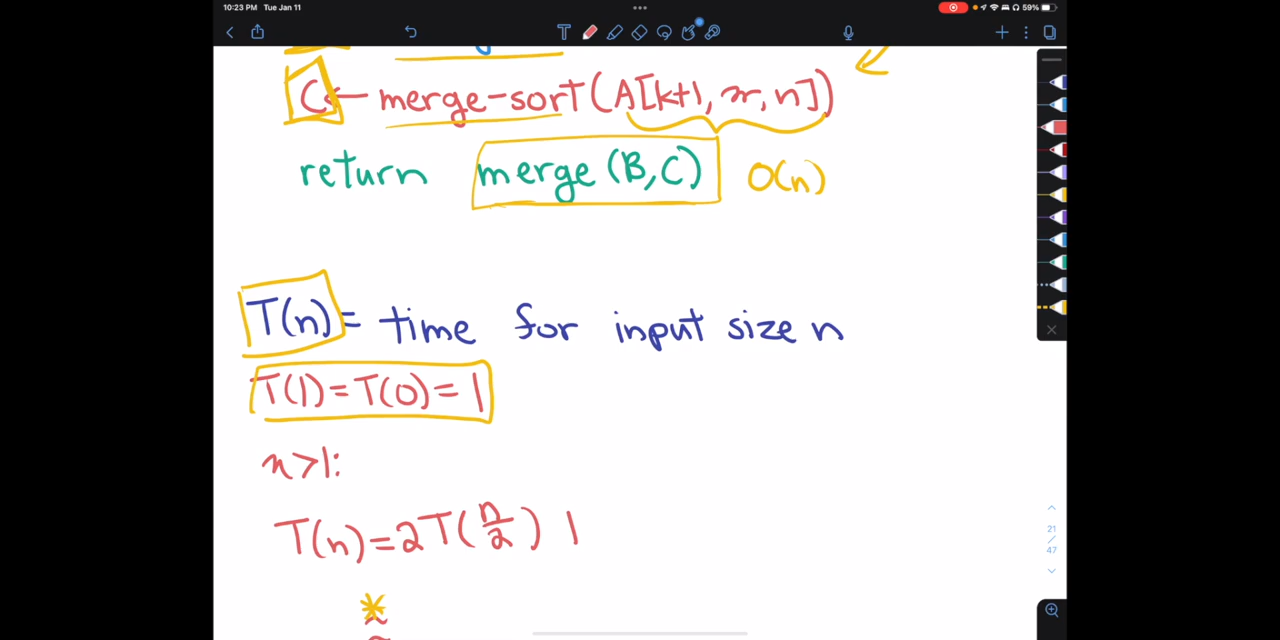 10:23 PM Tue Jan 11
59%
C ← merge-sort(A[k+1, n, n])
return merge (B,C) O(n)
T(n) = time for input size n
T(1) = T(0) = 1
n>1:
T(n) = 2T(n/2) |
21
/
47